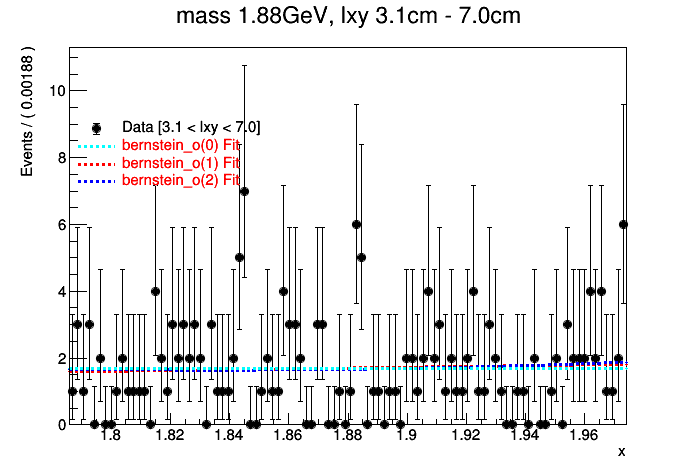 mass 1.88GeV, lxy 3.1cm - 7.0cm
Events / ( 0.00188 )
10
8
6
4
2
0
Data [3.1 < lxy < 7.0]
bernstein_o(0) Fit
bernstein_o(1) Fit
bernstein_o(2) Fit
1.8 1.82 1.84 1.86 1.88 1.9 1.92 1.94 1.96
x